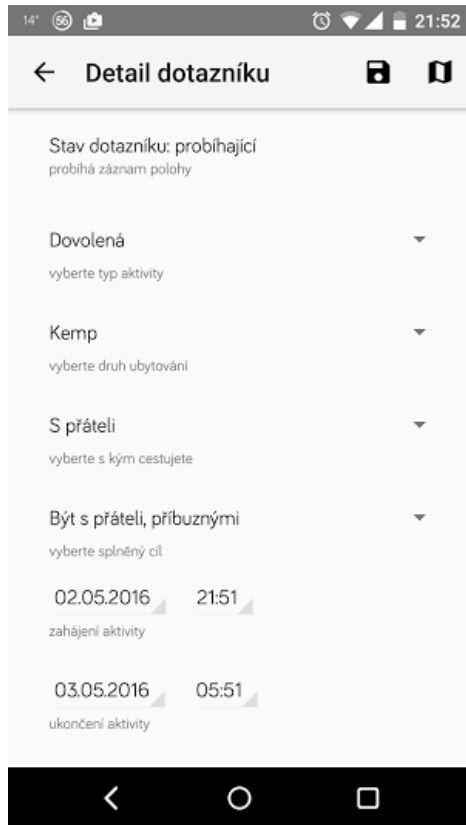 14° 56 21:52
Detail dotazníku
Stav dotazníku: probíhající
probíhá záznam polohy
Dovolená
vyberte typ aktivity
Kemp
vyberte druh ubytování
S přáteli
vyberte s kým cestujete
Být s přáteli, příbuznými
vyberte splněný cíl
02.05.2016 21:51
zahájení aktivity
03.05.2016 05:51
ukončení aktivity